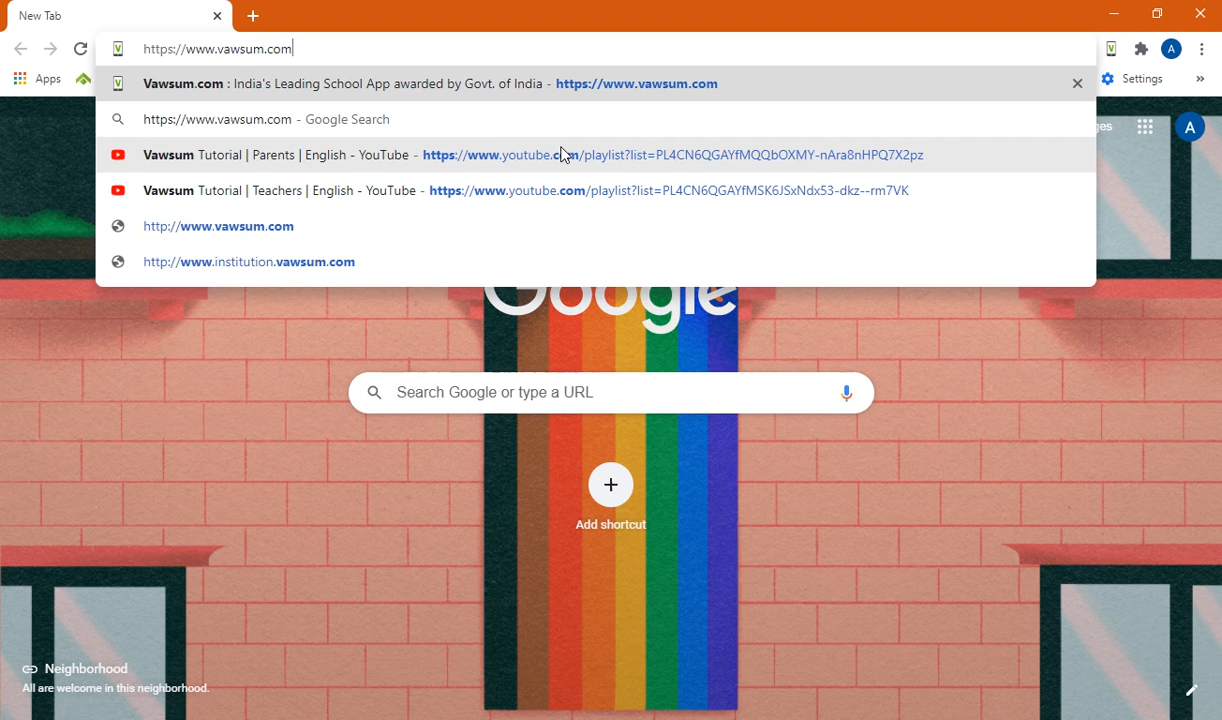 New Tab
https://www.vawsum.com
Apps
Settings
Vawsum.com : India's Leading School App awarded by Govt. of India - https://www.vawsum.com
https://www.vawsum.com - Google Search
A
Vawsum Tutorial | Parents | English - YouTube - https://www.youtube.com/playlist?list=PL4CN6QGAYfMQQbOXMY-nAra8nHPQ7X2pz
Vawsum Tutorial | Teachers | English - YouTube - https://www.youtube.com/playlist?list=PL4CN6QGAYfMSK6JSxNdx53-dkz--rm7VK
http://www.vawsum.com
http://www.institution.vawsum.com
Google
Search Google or type a URL
Add shortcut
Neighborhood
All are welcome in this neighborhood.